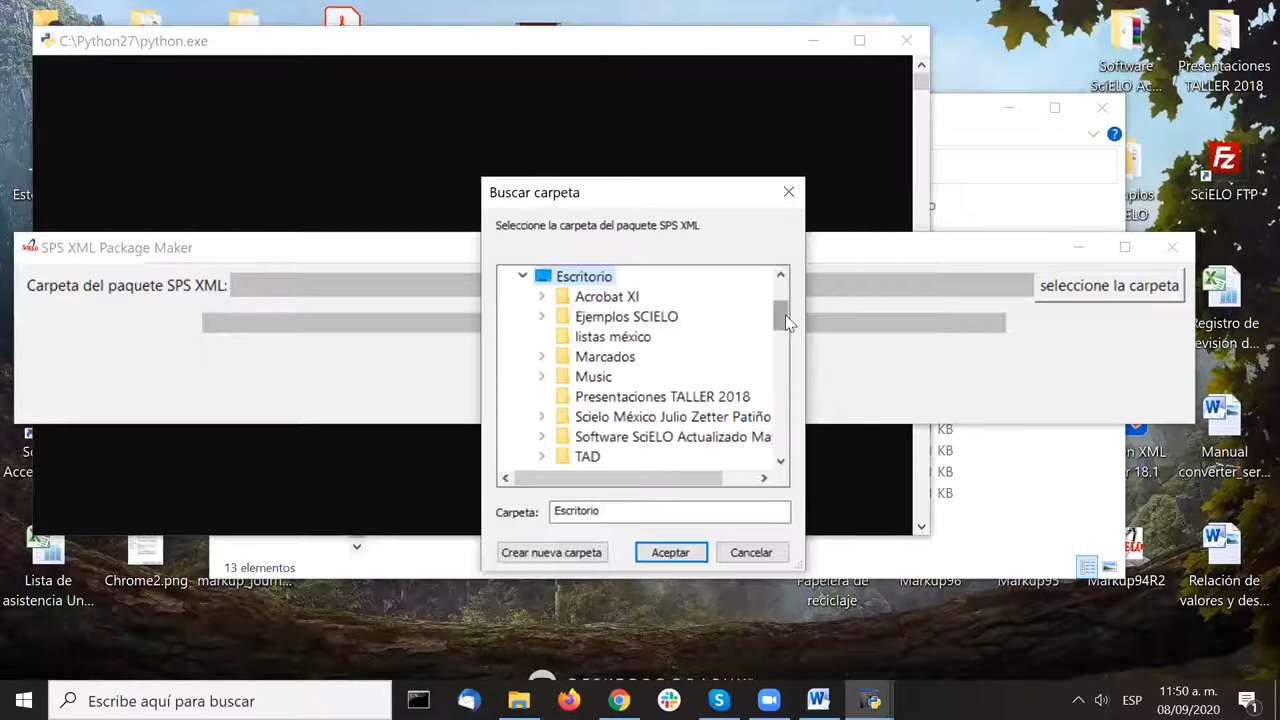 C:\Python27\python.exe
Software
SciELO Ac...
Presentaciones
TALLER 2018
SciELO FTP
Buscar carpeta
Seleccione la carpeta del paquete SPS XML
SPS XML Package Maker
Carpeta del paquete SPS XML:
seleccione la carpeta
Escritorio
Acrobat XI
Ejemplos SCIELO
listas méxico
Marcados
Music
Presentaciones TALLER 2018
Scielo México Julio Zetter Patiño
Software SciELO Actualizado Ma
TAD
Carpeta:
Escritorio
Crear nueva carpeta
Aceptar
Cancelar
KB
KB
KB
KB
Registro de
revisión d...
XML
18.1
Manual
converter_ser...
13 elementos
Lista de
asistencia Un...
Chrome2.png
markup_journ...
Papelera de
reciclaje
Markup96
Markup95
Markup94R2
Relación de
valores y des...
Escribe aquí para buscar
ESP
11:50 a. m.
08/09/2020